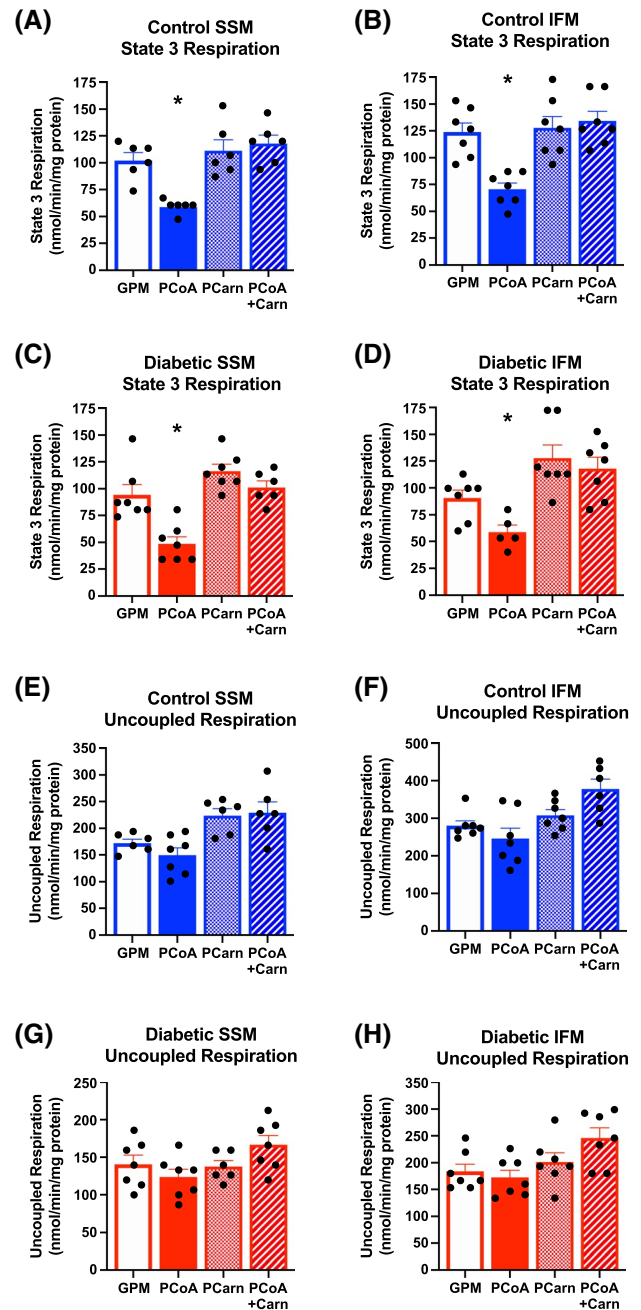 (A)
Control SSM
State 3 Respiration
State 3 Respiration
(nmol/min/mg protein)
175
150
125
100
75
50
25
0
*
GPM PCoA PCarn PCoA
+Carn
(B)
Control IFM
State 3 Respiration
State 3 Respiration
(nmol/min/mg protein)
175
150
125
100
75
50
25
0
*
GPM PCoA PCarn PCoA
+Carn
(C)
Diabetic SSM
State 3 Respiration
State 3 Respiration
(nmol/min/mg protein)
175
150
125
100
75
50
25
0
*
GPM PCoA PCarn PCoA
+Carn
(D)
Diabetic IFM
State 3 Respiration
State 3 Respiration
(nmol/min/mg protein)
175
150
125
100
75
50
25
0
*
GPM PCoA PCarn PCoA
+Carn
(E)
Control SSM
Uncoupled Respiration
Uncoupled Respiration
(nmol/min/mg protein)
350
300
250
200
150
100
50
0
GPM PCoA PCarn PCoA
+Carn
(F)
Control IFM
Uncoupled Respiration
Uncoupled Respiration
(nmol/min/mg protein)
500
400
300
200
100
0
GPM PCoA PCarn PCoA
+Carn
(G)
Diabetic SSM
Uncoupled Respiration
Uncoupled Respiration
(nmol/min/mg protein)
250
200
150
100
50
0
GPM PCoA PCarn PCoA
+Carn
(H)
Diabetic IFM
Uncoupled Respiration
Uncoupled Respiration
(nmol/min/mg protein)
350
300
250
200
150
100
50
0
GPM PCoA PCarn PCoA
+Carn